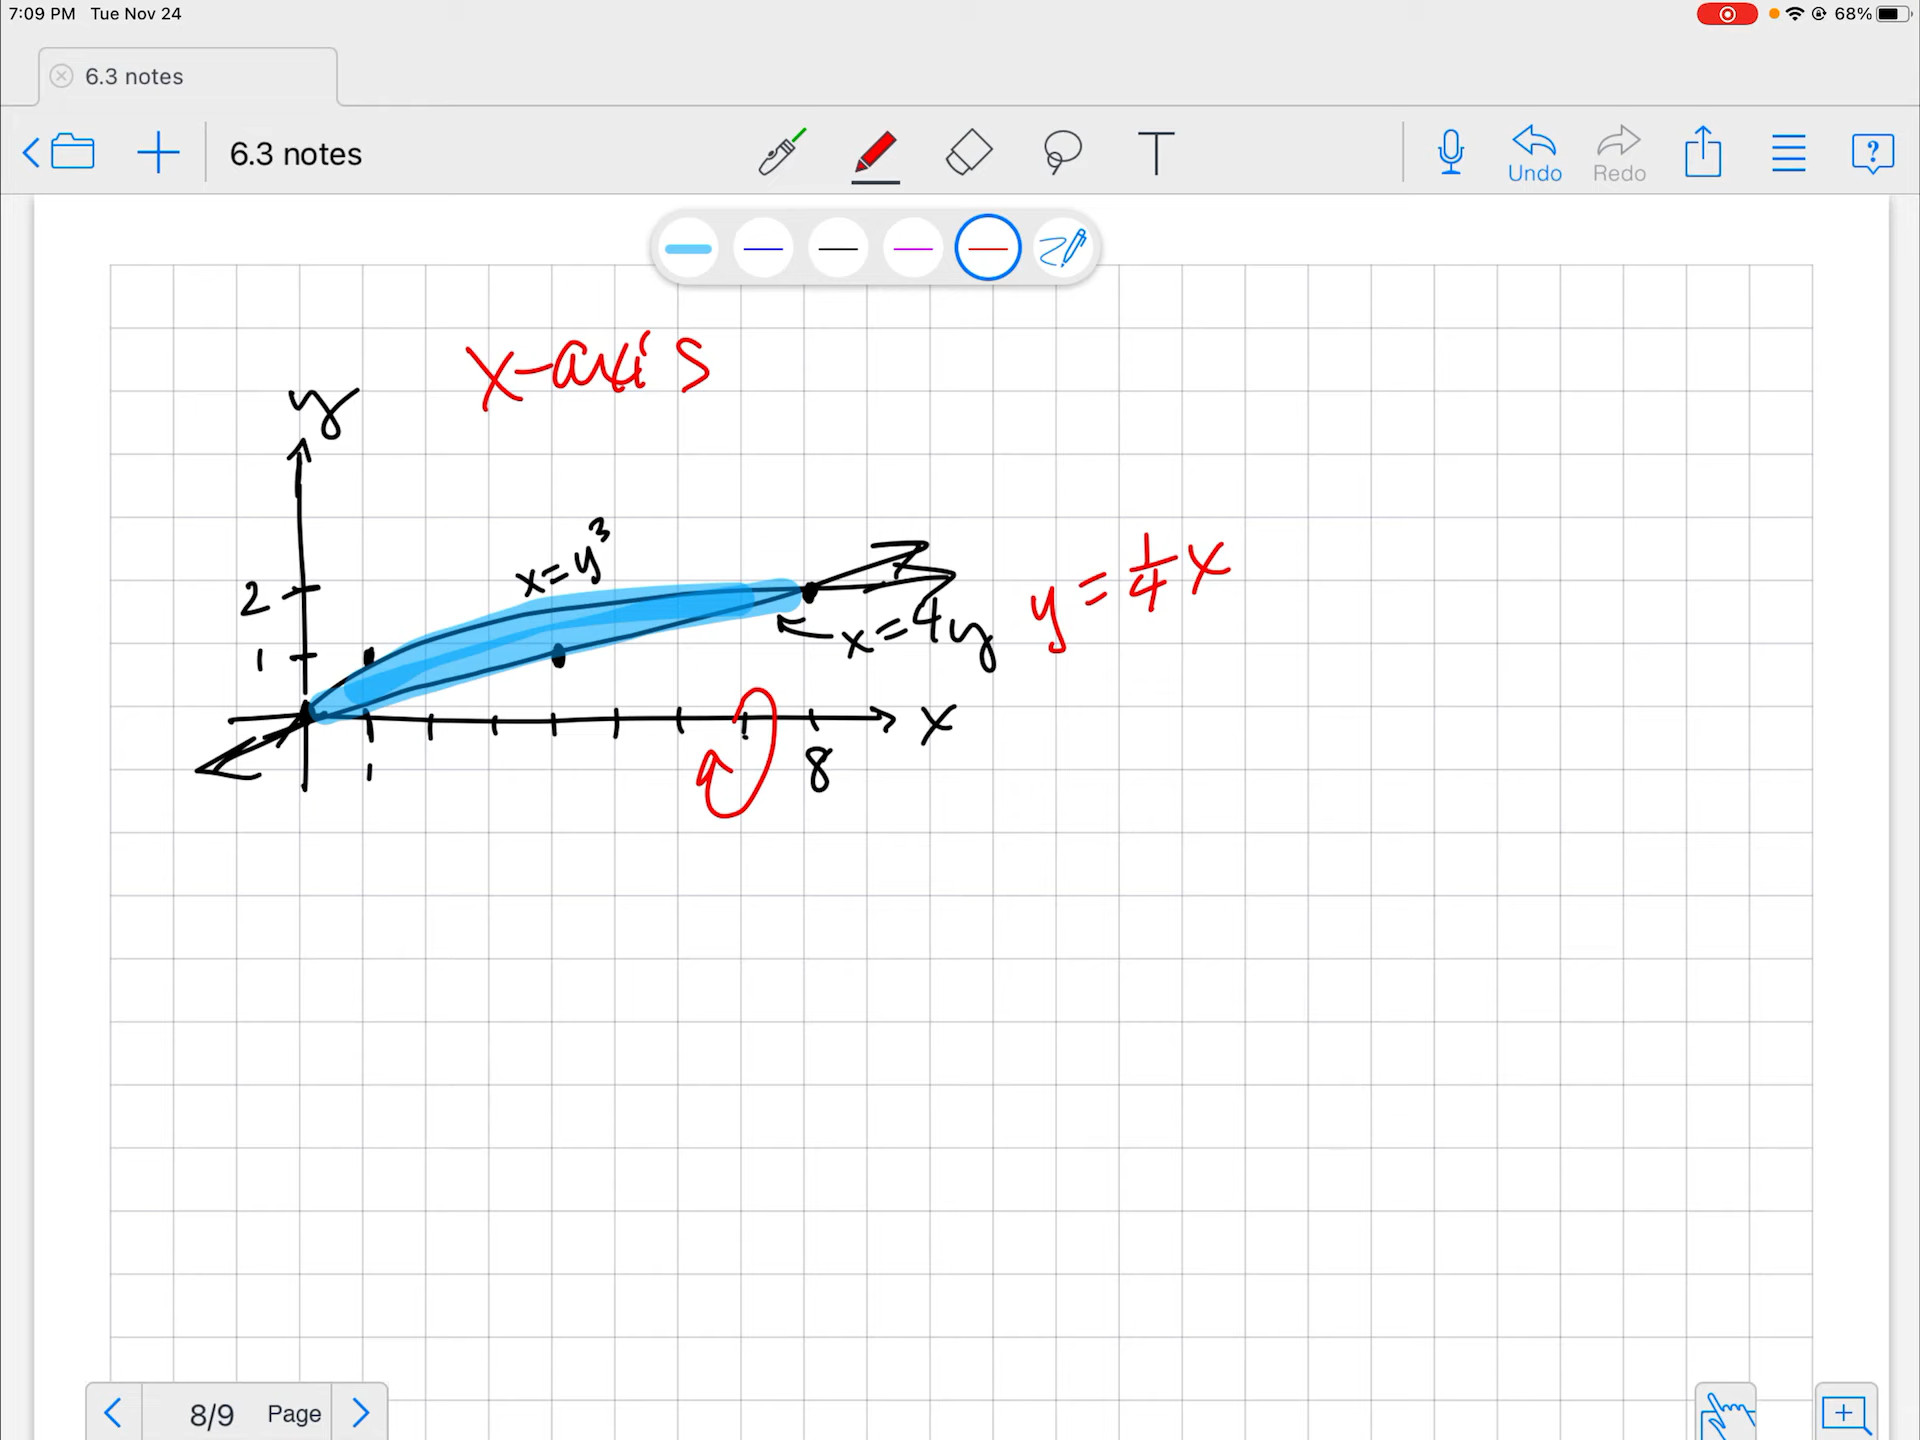 7:09 PM Tue Nov 24 68%
6.3 notes
6.3 notes T Undo Redo ?
x-axis
y
x=y³
2
x=4y y=¼x
1
x
1 8
8/9 Page